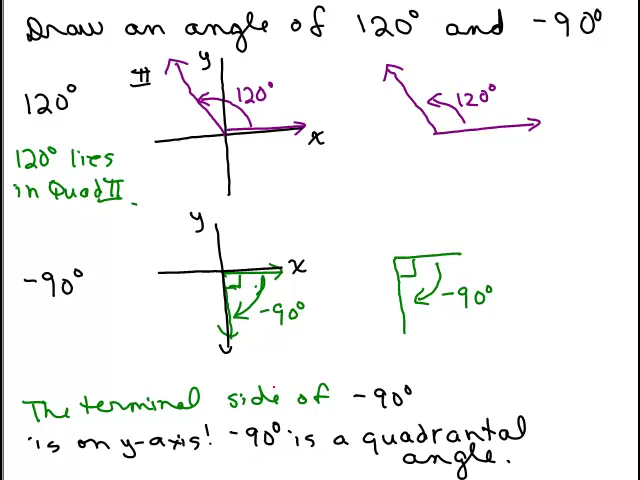 Draw an angle of 120° and -90°
120°
II
y
120°
x
120°
120° lies
in Quad II.
y
-90°
x
-90°
-90°
The terminal side of -90°
is on y-axis! -90° is a quadrantal
angle.